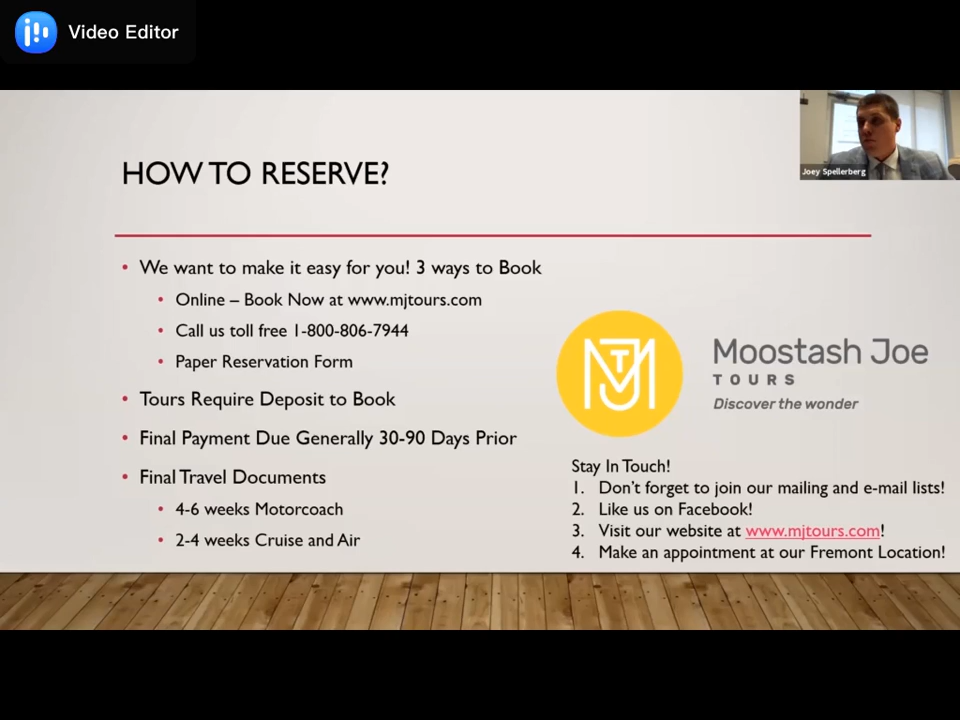 Video Editor
Joey Spellerberg
HOW TO RESERVE?
• We want to make it easy for you! 3 ways to Book
• Online – Book Now at www.mjtours.com
• Call us toll free 1-800-806-7944
• Paper Reservation Form
• Tours Require Deposit to Book
• Final Payment Due Generally 30-90 Days Prior
• Final Travel Documents
• 4-6 weeks Motorcoach
• 2-4 weeks Cruise and Air
MJT
Moostash Joe
TOURS
Discover the wonder
Stay In Touch!
1. Don't forget to join our mailing and e-mail lists!
2. Like us on Facebook!
3. Visit our website at www.mjtours.com!
4. Make an appointment at our Fremont Location!